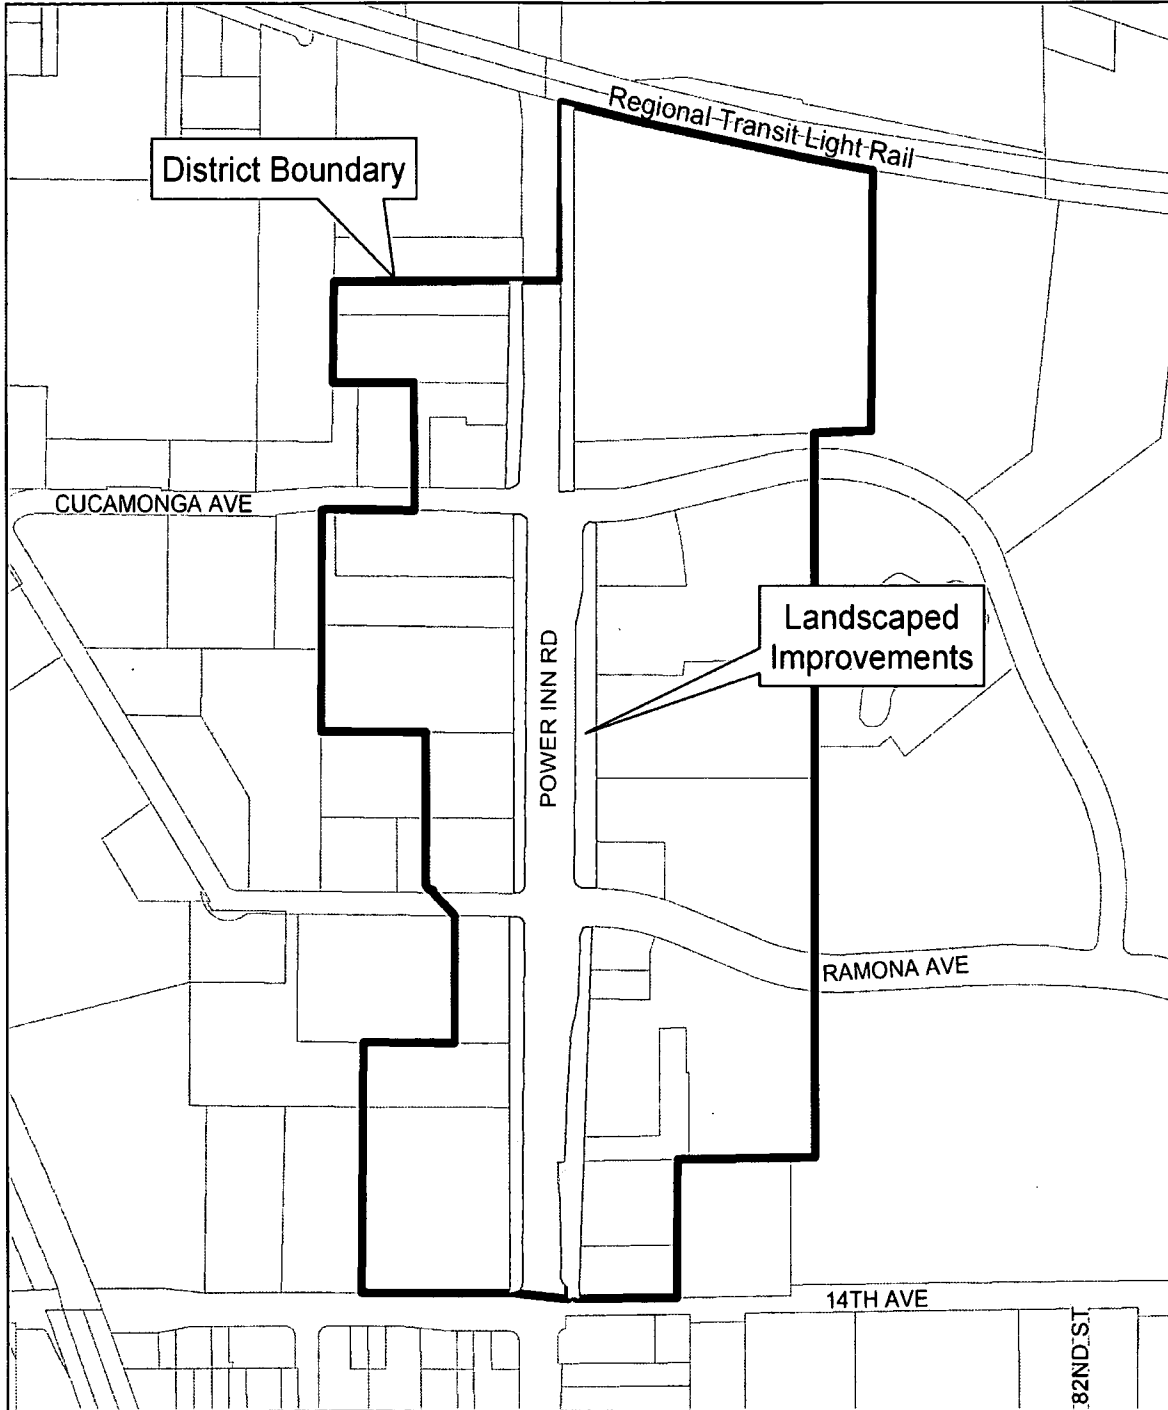 Regional Transit Light Rail
District Boundary
CUCAMONGA AVE
Landscaped
Improvements
POWER INN RD
RAMONA AVE
14TH AVE
82ND ST